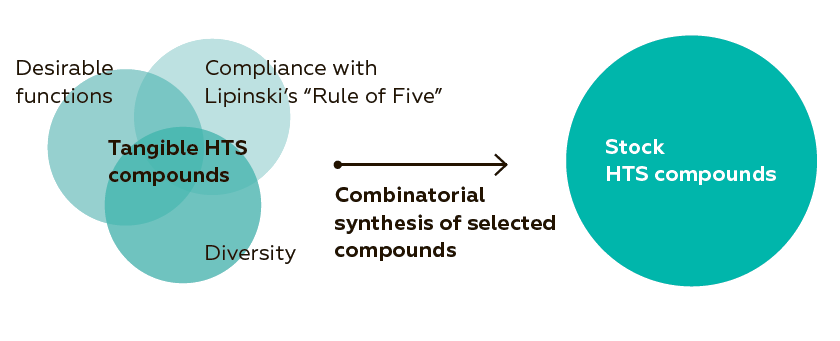 Desirable
functions
Compliance with
Lipinski’s “Rule of Five”
Tangible HTS
compounds
Diversity
Combinatorial
synthesis of selected
compounds
Stock
HTS compounds